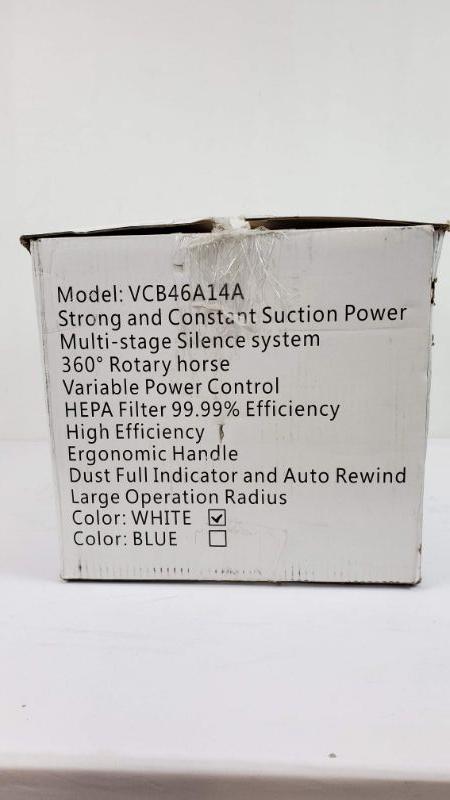 Model: VCB46A14A
Strong and Constant Suction Power
Multi-stage Silence system
360° Rotary horse
Variable Power Control
HEPA Filter 99.99% Efficiency
High Efficiency
Ergonomic Handle
Dust Full Indicator and Auto Rewind
Large Operation Radius
Color: WHITE ☑
Color: BLUE ☐